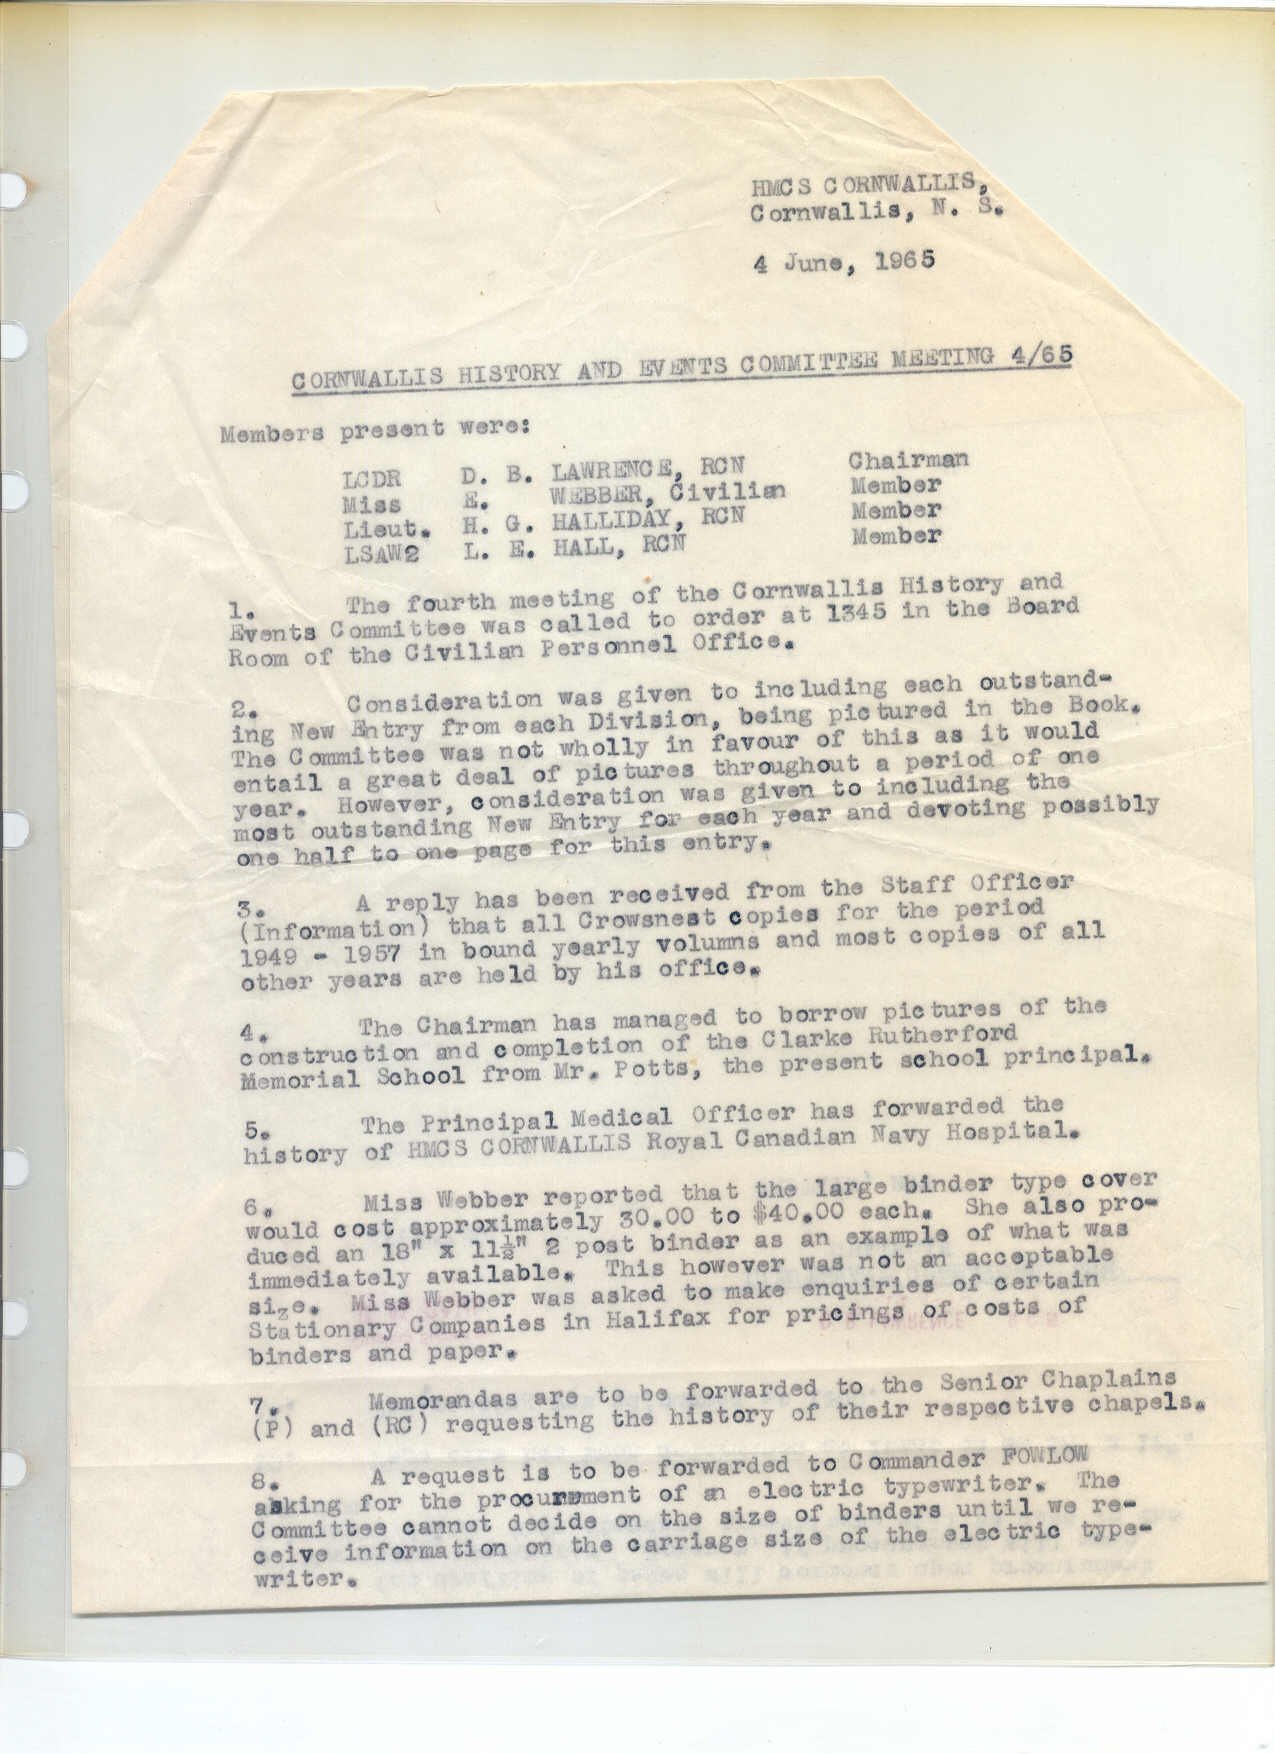 HMCS CORNWALLIS,
Cornwallis, N. S.
4 June, 1965
CORNWALLIS HISTORY AND EVENTS COMMITTEE MEETING 4/65
Members present were:
LCDR D. B. LAWRENCE, RCN Chairman
Miss E. WEBBER, Civilian Member
Lieut. H. G. HALLIDAY, RCN Member
LSAW2 L. E. HALL, RCN Member
1. The fourth meeting of the Cornwallis History and
Events Committee was called to order at 1345 in the Board
Room of the Civilian Personnel Office.
2. Consideration was given to including each outstand-
ing New Entry from each Division, being pictured in the Book.
The Committee was not wholly in favour of this as it would
entail a great deal of pictures throughout a period of one
year. However, consideration was given to including the
most outstanding New Entry for each year and devoting possibly
one half to one page for this entry.
3. A reply has been received from the Staff Officer
(Information) that all Crowsnest copies for the period
1949 - 1957 in bound yearly volumns and most copies of all
other years are held by his office.
4. The Chairman has managed to borrow pictures of the
construction and completion of the Clarke Rutherford
Memorial School from Mr. Potts, the present school principal.
5. The Principal Medical Officer has forwarded the
history of HMCS CORNWALLIS Royal Canadian Navy Hospital.
6. Miss Webber reported that the large binder type cover
would cost approximately 30.00 to $40.00 each. She also pro-
duced an 18" x 11½" 2 post binder as an example of what was
immediately available. This however was not an acceptable
size. Miss Webber was asked to make enquiries of certain
Stationary Companies in Halifax for pricings of costs of
binders and paper.
7. Memorandas are to be forwarded to the Senior Chaplains
(P) and (RC) requesting the history of their respective chapels.
8. A request is to be forwarded to Commander FOWLOW
asking for the procurement of an electric typewriter. The
Committee cannot decide on the size of binders until we re-
ceive information on the carriage size of the electric type-
writer.